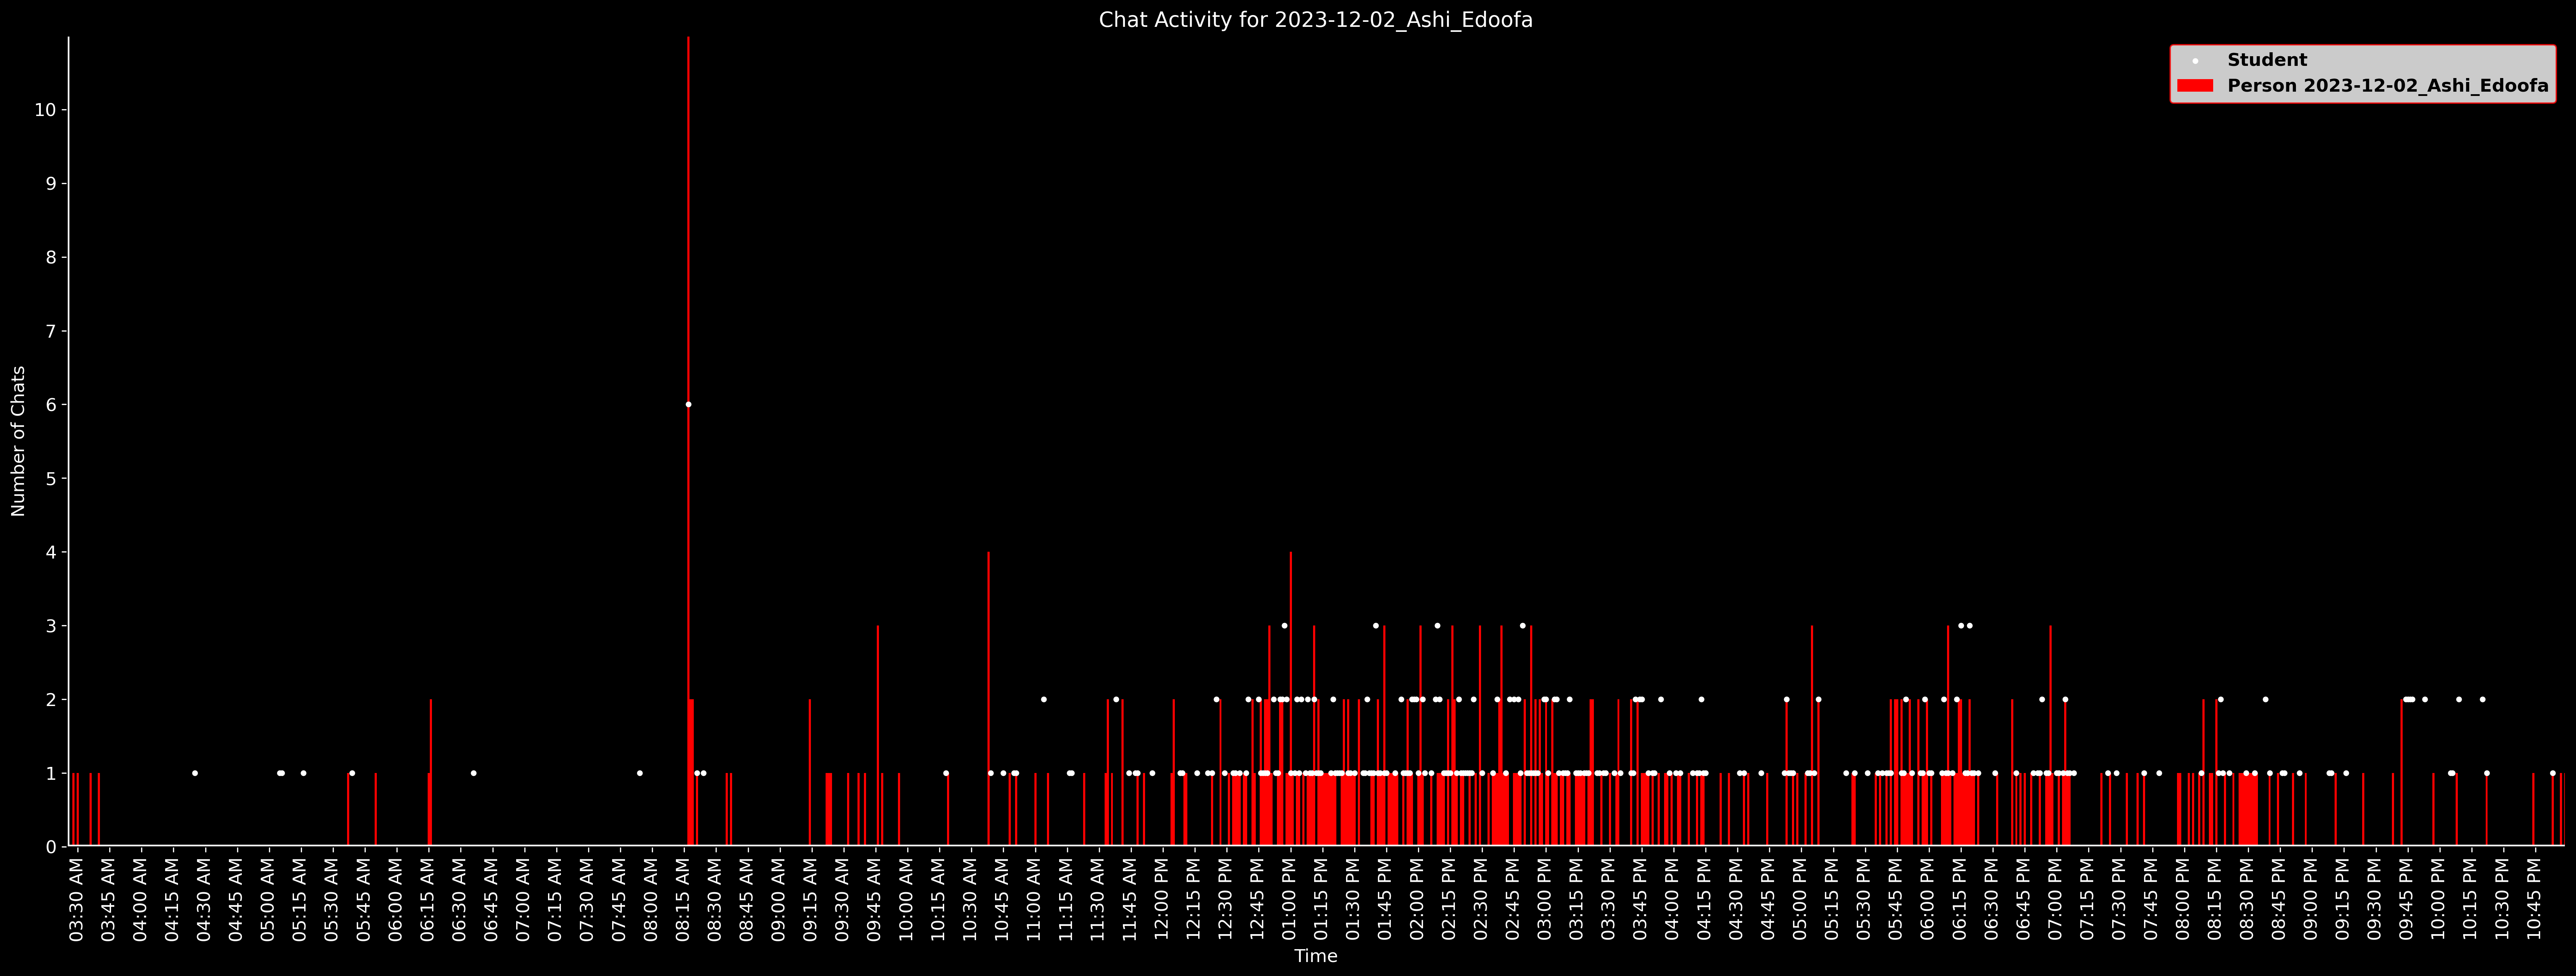 Chat Activity for 2023-12-02_Ashi_Edoofa
Student
Person 2023-12-02_Ashi_Edoofa
Number of Chats
10
9
8
7
6
5
4
3
2
1
0
03:30 AM
03:45 AM
04:00 AM
04:15 AM
04:30 AM
04:45 AM
05:00 AM
05:15 AM
05:30 AM
05:45 AM
06:00 AM
06:15 AM
06:30 AM
06:45 AM
07:00 AM
07:15 AM
07:30 AM
07:45 AM
08:00 AM
08:15 AM
08:30 AM
08:45 AM
09:00 AM
09:15 AM
09:30 AM
09:45 AM
10:00 AM
10:15 AM
10:30 AM
10:45 AM
11:00 AM
11:15 AM
11:30 AM
11:45 AM
12:00 PM
12:15 PM
12:30 PM
12:45 PM
01:00 PM
01:15 PM
01:30 PM
01:45 PM
02:00 PM
02:15 PM
02:30 PM
02:45 PM
03:00 PM
03:15 PM
03:30 PM
03:45 PM
04:00 PM
04:15 PM
04:30 PM
04:45 PM
05:00 PM
05:15 PM
05:30 PM
05:45 PM
06:00 PM
06:15 PM
06:30 PM
06:45 PM
07:00 PM
07:15 PM
07:30 PM
07:45 PM
08:00 PM
08:15 PM
08:30 PM
08:45 PM
09:00 PM
09:15 PM
09:30 PM
09:45 PM
10:00 PM
10:15 PM
10:30 PM
10:45 PM
Time